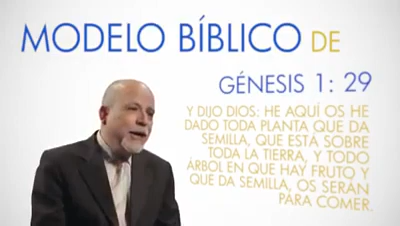 MODELO BÍBLICO DE
GÉNESIS 1: 29
Y DIJO DIOS: HE AQUÍ OS HE
DADO TODA PLANTA QUE DA
SEMILLA, QUE ESTÁ SOBRE
TODA LA TIERRA, Y TODO
ÁRBOL EN QUE HAY FRUTO Y
QUE DA SEMILLA, OS SERÁN
PARA COMER.